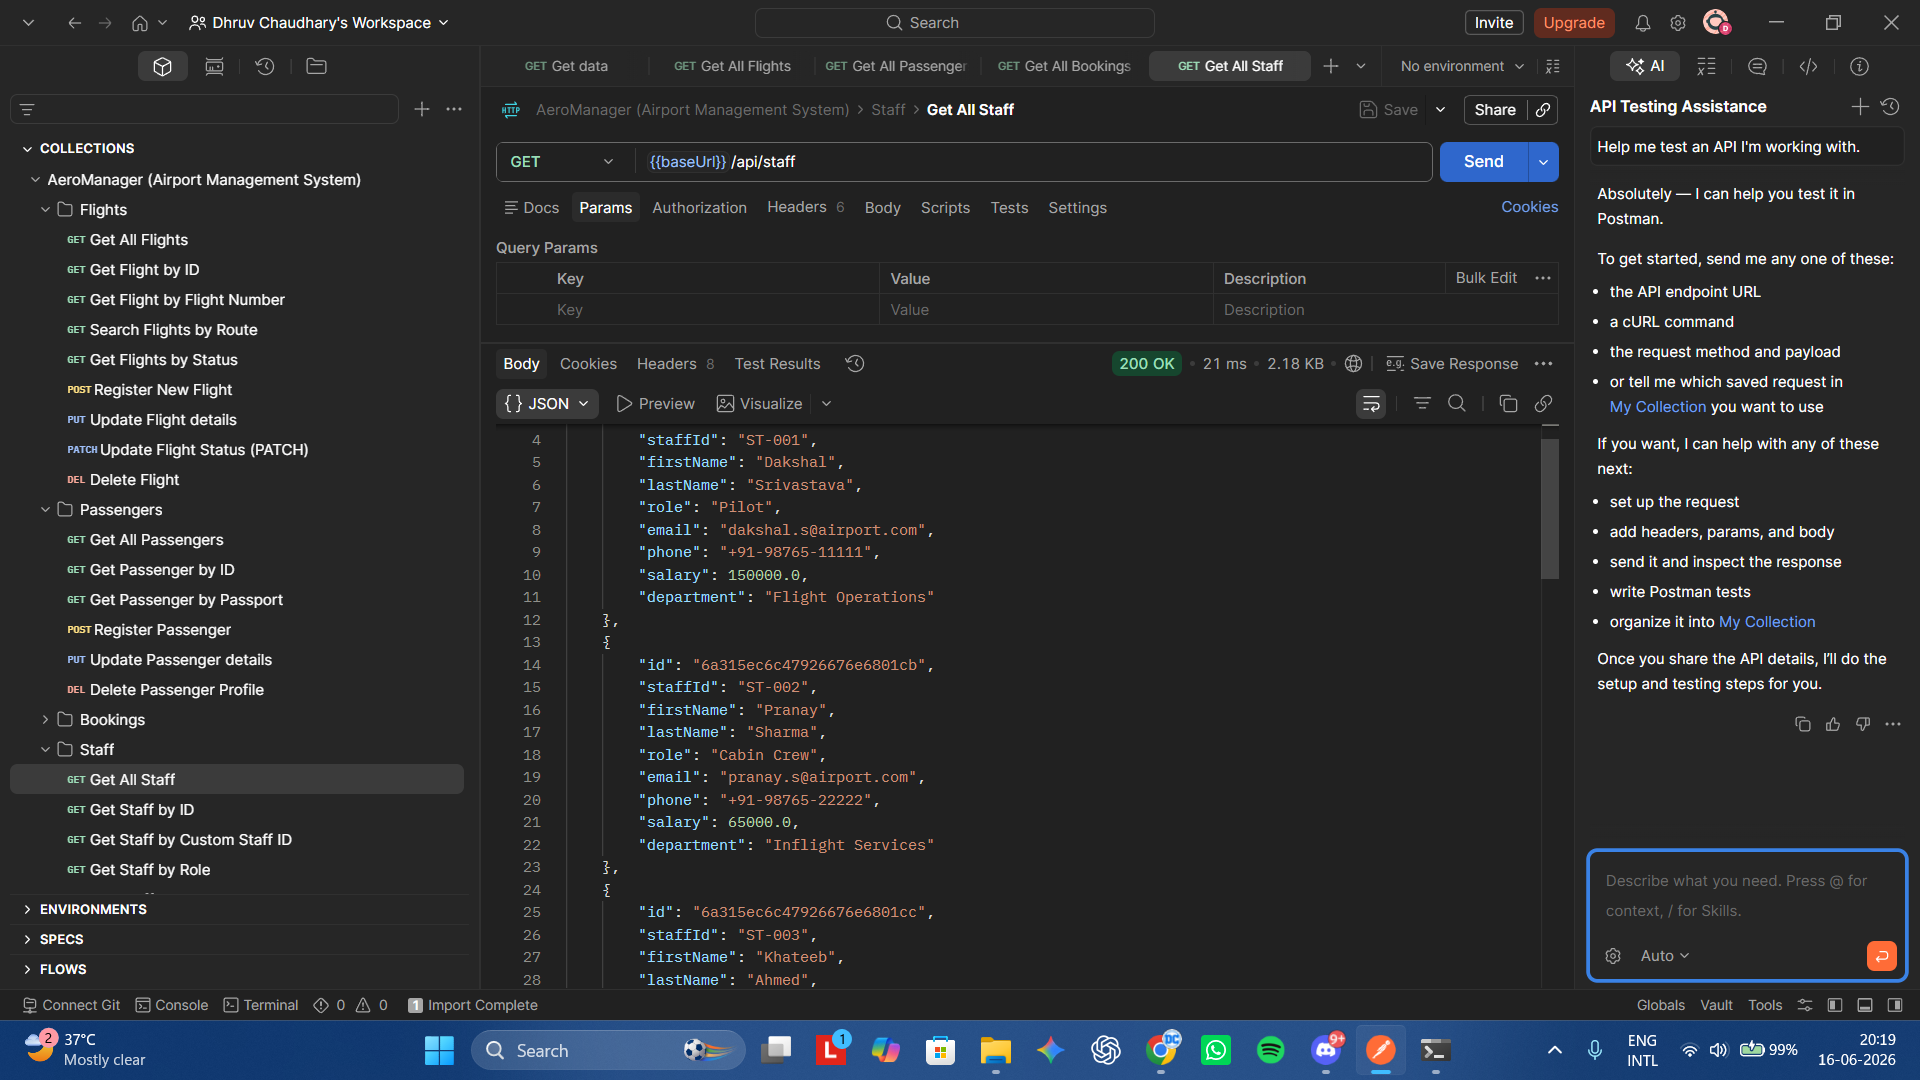 Dhruv Chaudhary's Workspace
Search
Invite
Upgrade
GET Get data
GET Get All Flights
GET Get All Passenger
GET Get All Bookings
GET Get All Staff
No environment
AI
COLLECTIONS
AeroManager (Airport Management System)
Flights
GET Get All Flights
GET Get Flight by ID
GET Get Flight by Flight Number
GET Search Flights by Route
GET Get Flights by Status
POST Register New Flight
PUT Update Flight details
PATCH Update Flight Status (PATCH)
DEL Delete Flight
Passengers
GET Get All Passengers
GET Get Passenger by ID
GET Get Passenger by Passport
POST Register Passenger
PUT Update Passenger details
DEL Delete Passenger Profile
Bookings
Staff
GET Get All Staff
GET Get Staff by ID
GET Get Staff by Custom Staff ID
GET Get Staff by Role
ENVIRONMENTS
SPECS
FLOWS
HTTP AeroManager (Airport Management System) > Staff > Get All Staff
Save
Share
GET
{{baseUrl}} /api/staff
Send
Docs
Params
Authorization
Headers 6
Body
Scripts
Tests
Settings
Cookies
Query Params
Key Value Description Bulk Edit
Key Value Description
Body
Cookies
Headers 8
Test Results
200 OK
21 ms
2.18 KB
e.g. Save Response
{} JSON
Preview
Visualize
4 "staffId": "ST-001",
5 "firstName": "Dakshal",
6 "lastName": "Srivastava",
7 "role": "Pilot",
8 "email": "dakshal.s@airport.com",
9 "phone": "+91-98765-11111",
10 "salary": 150000.0,
11 "department": "Flight Operations"
12 },
13 {
14 "id": "6a315ec6c47926676e6801cb",
15 "staffId": "ST-002",
16 "firstName": "Pranay",
17 "lastName": "Sharma",
18 "role": "Cabin Crew",
19 "email": "pranay.s@airport.com",
20 "phone": "+91-98765-22222",
21 "salary": 65000.0,
22 "department": "Inflight Services"
23 },
24 {
25 "id": "6a315ec6c47926676e6801cc",
26 "staffId": "ST-003",
27 "firstName": "Khateeb",
28 "lastName": "Ahmed",
API Testing Assistance
Help me test an API I'm working with.
Absolutely — I can help you test it in
Postman.
To get started, send me any one of these:
• the API endpoint URL
• a cURL command
• the request method and payload
• or tell me which saved request in
My Collection you want to use
If you want, I can help with any of these
next:
• set up the request
• add headers, params, and body
• send it and inspect the response
• write Postman tests
• organize it into My Collection
Once you share the API details, I'll do the
setup and testing steps for you.
Describe what you need. Press @ for
context, / for Skills.
Auto
Connect Git
Console
Terminal
0
0
1 Import Complete
Globals
Vault
Tools
2
37°C
Mostly clear
Search
1
DC
9+
ENG
INTL
99%
20:19
16-06-2026